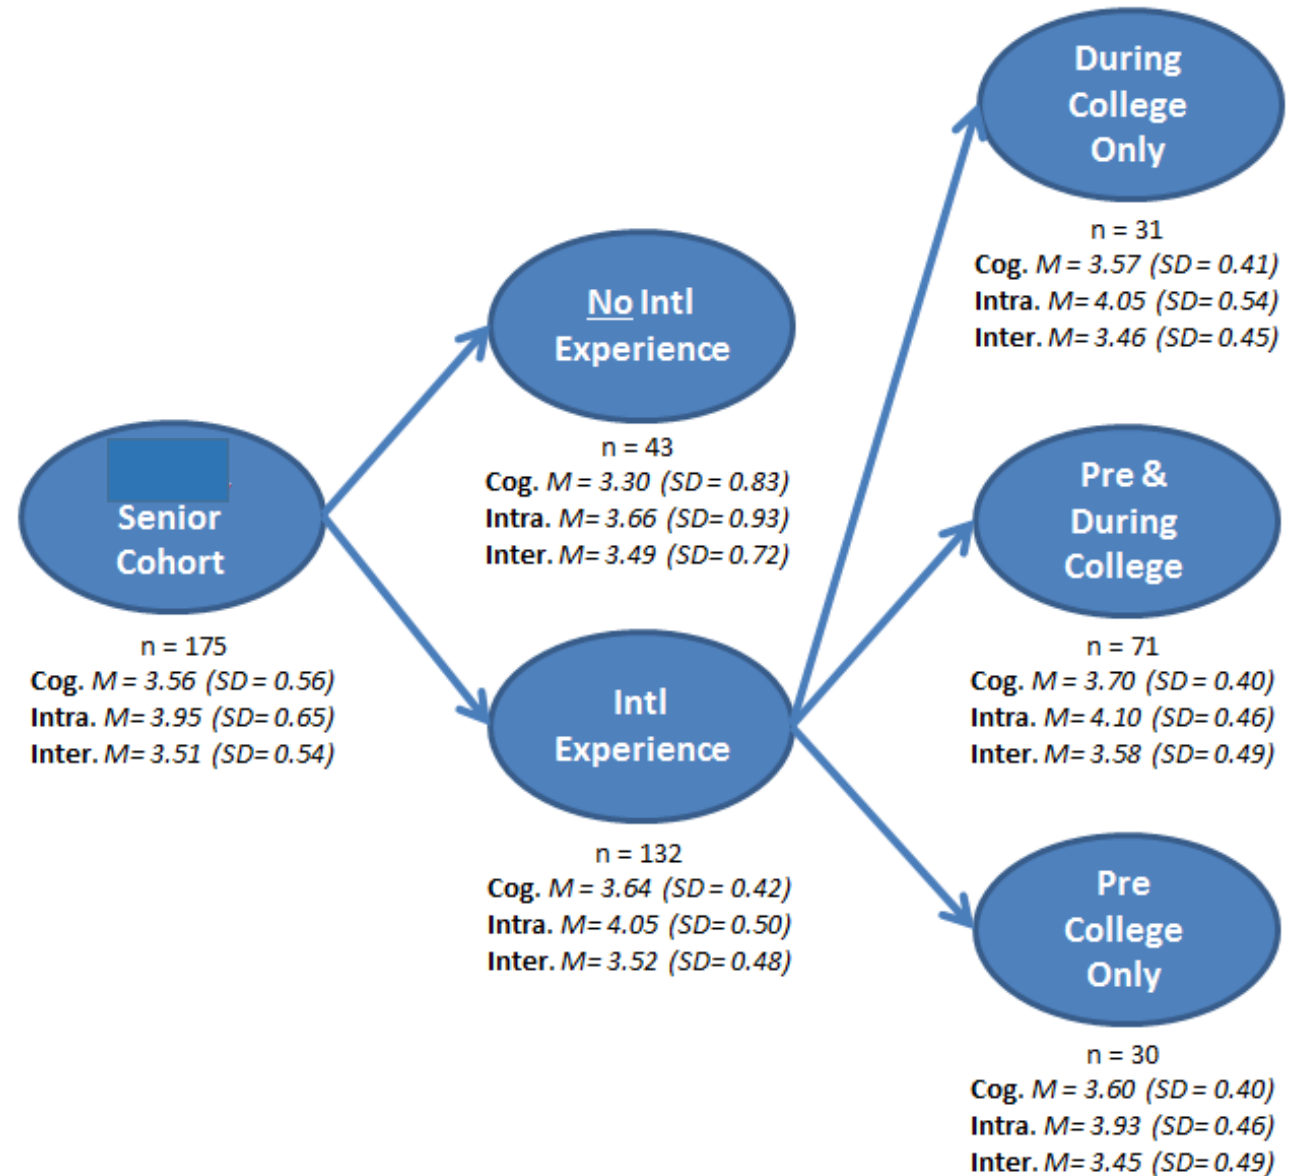 During
College
Only
n = 31
Cog. M = 3.57 (SD = 0.41)
Intra. M= 4.05 (SD= 0.54)
Inter. M= 3.46 (SD= 0.45)
No Intl
Experience
n = 43
Cog. M = 3.30 (SD = 0.83)
Intra. M= 3.66 (SD= 0.93)
Inter. M= 3.49 (SD= 0.72)
Senior
Cohort
n = 175
Cog. M = 3.56 (SD = 0.56)
Intra. M= 3.95 (SD= 0.65)
Inter. M= 3.51 (SD= 0.54)
Pre &
During
College
n = 71
Cog. M = 3.70 (SD = 0.40)
Intra. M= 4.10 (SD= 0.46)
Inter. M= 3.58 (SD= 0.49)
Intl
Experience
n = 132
Cog. M = 3.64 (SD = 0.42)
Intra. M= 4.05 (SD= 0.50)
Inter. M= 3.52 (SD= 0.48)
Pre
College
Only
n = 30
Cog. M = 3.60 (SD = 0.40)
Intra. M= 3.93 (SD= 0.46)
Inter. M= 3.45 (SD= 0.49)